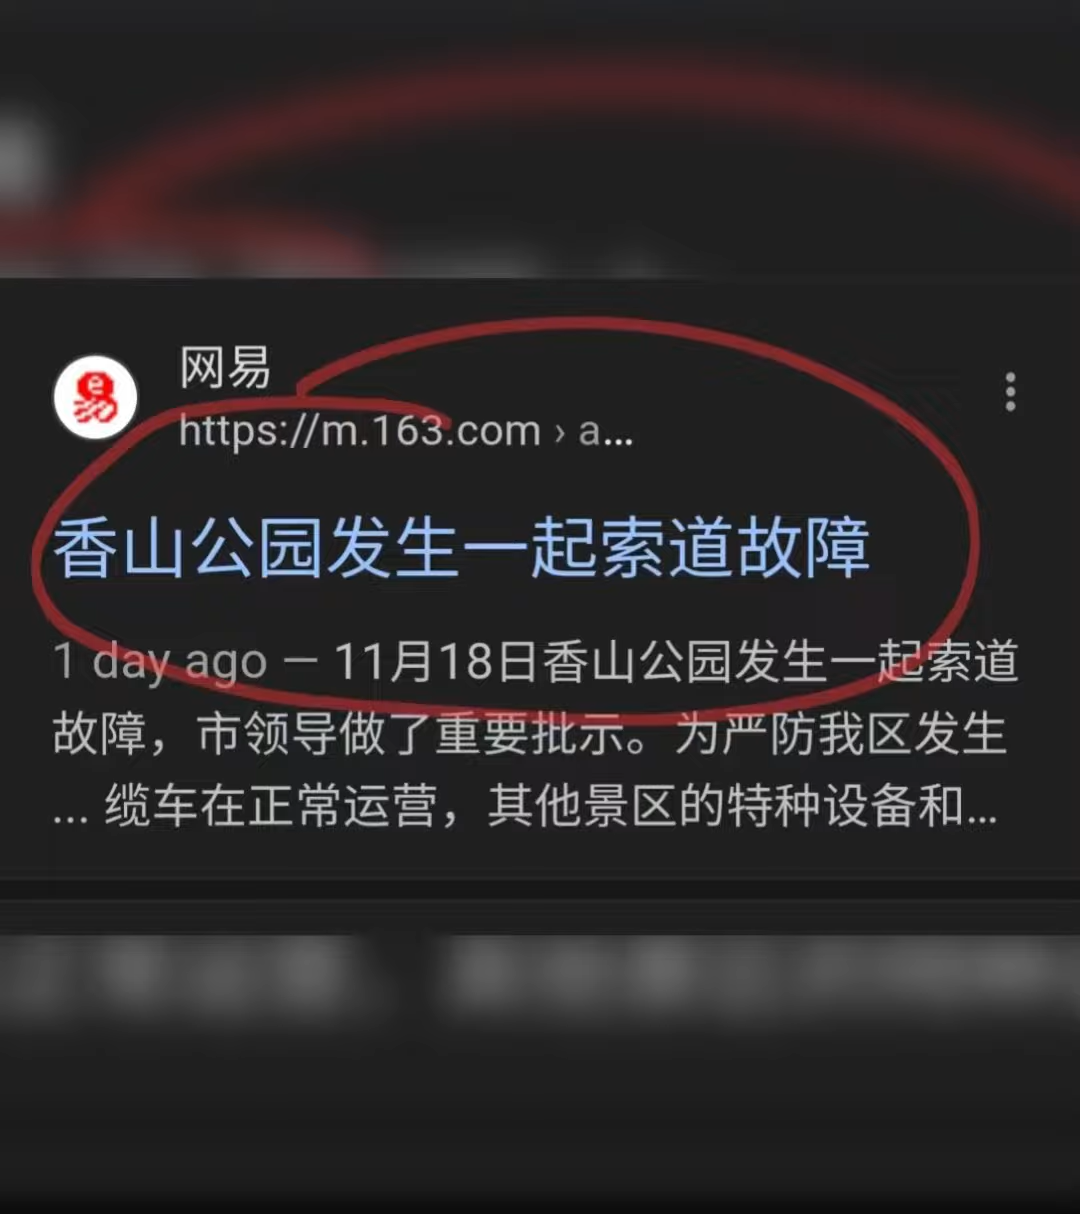 网易
https://m.163.com › a...
香山公园发生一起索道故障
1 day ago — 11月18日香山公园发生一起索道
故障，市领导做了重要批示。为严防我区发生
... 缆车在正常运营，其他景区的特种设备和...